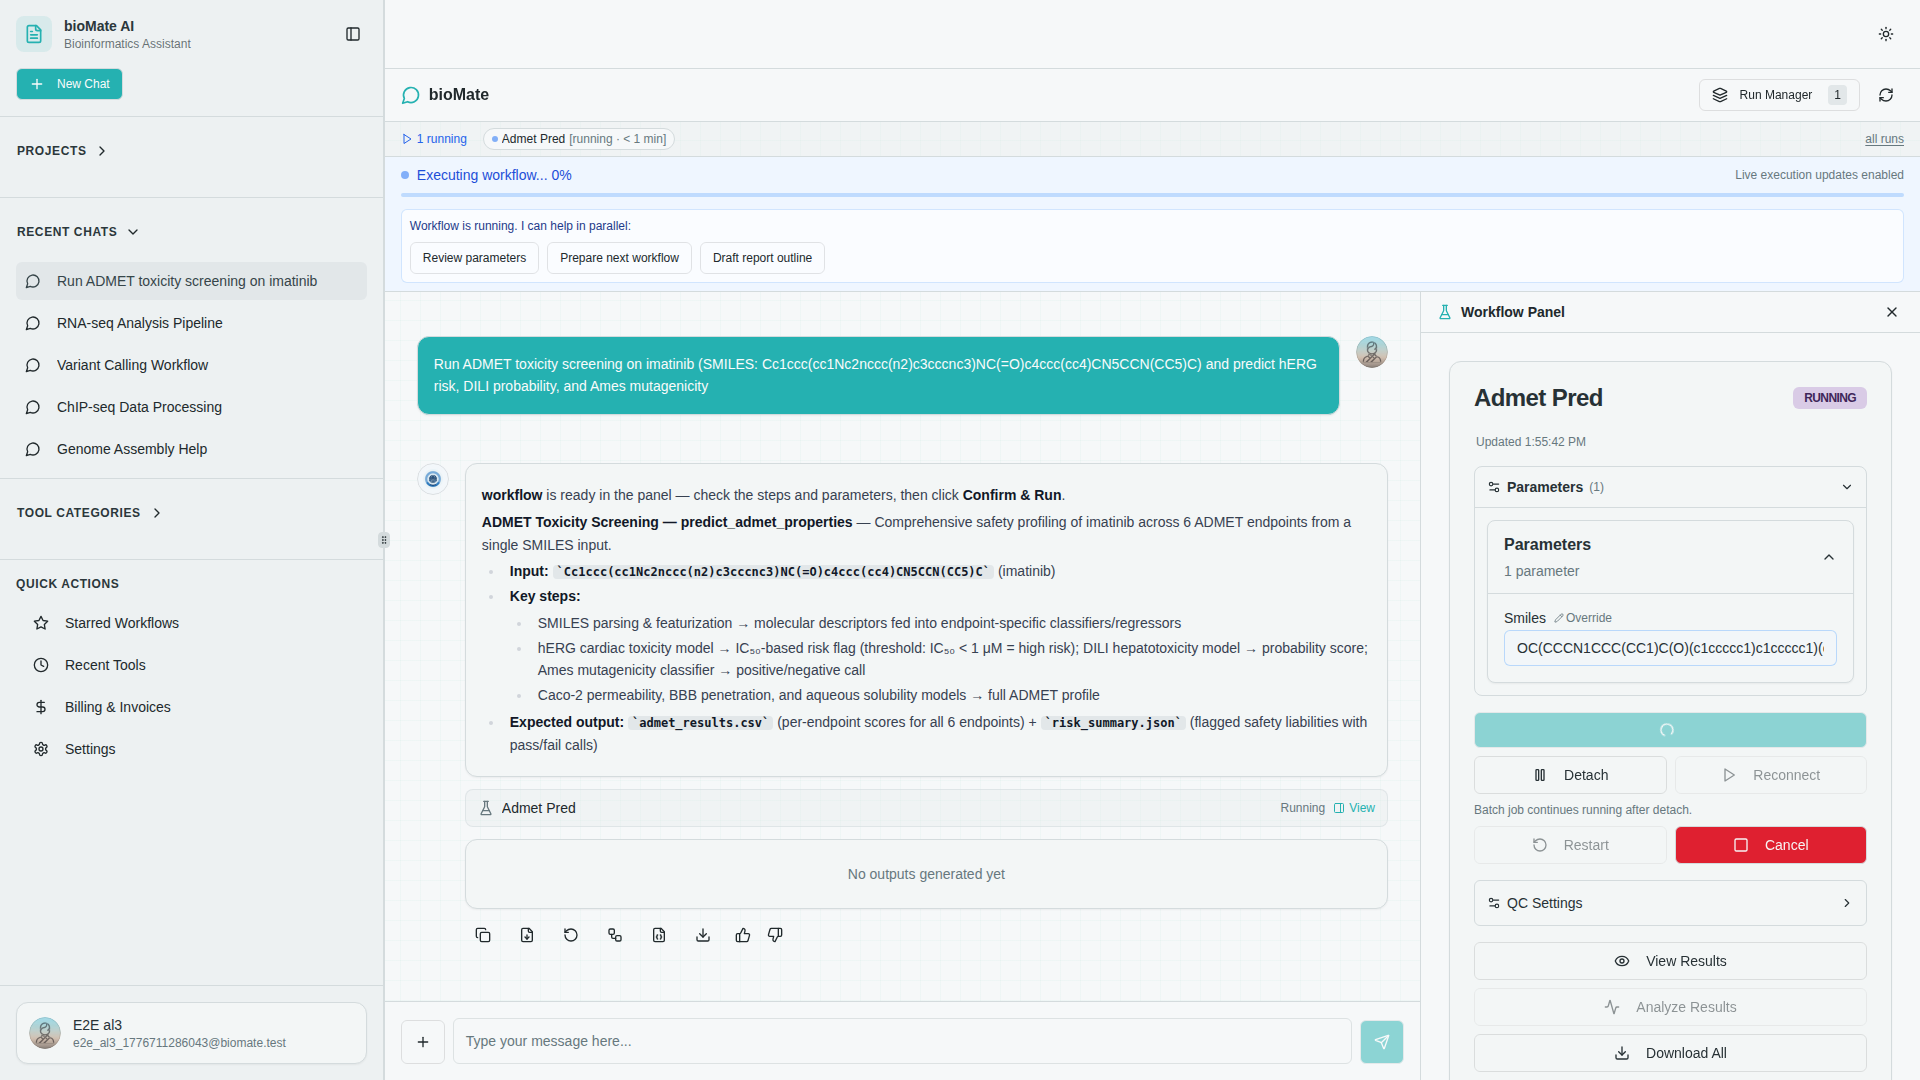 bioMate AI
Bioinformatics Assistant
New Chat
PROJECTS
RECENT CHATS
Run ADMET toxicity screening on imatinib
RNA-seq Analysis Pipeline
Variant Calling Workflow
ChIP-seq Data Processing
Genome Assembly Help
TOOL CATEGORIES
QUICK ACTIONS
Starred Workflows
Recent Tools
Billing & Invoices
Settings
E2E al3
e2e_al3_1776711286043@biomate.test
bioMate
Run Manager 1
1 running
Admet Pred [running · < 1 min]
all runs
Executing workflow... 0%
Live execution updates enabled
Workflow is running. I can help in parallel:
Review parameters
Prepare next workflow
Draft report outline
Run ADMET toxicity screening on imatinib (SMILES: Cc1ccc(cc1Nc2nccc(n2)c3cccnc3)NC(=O)c4ccc(cc4)CN5CCN(CC5)C) and predict hERG
risk, DILI probability, and Ames mutagenicity
workflow is ready in the panel — check the steps and parameters, then click Confirm & Run.
ADMET Toxicity Screening — predict_admet_properties — Comprehensive safety profiling of imatinib across 6 ADMET endpoints from a
single SMILES input.
Input: `Cc1ccc(cc1Nc2nccc(n2)c3cccnc3)NC(=O)c4ccc(cc4)CN5CCN(CC5)C` (imatinib)
Key steps:
SMILES parsing & featurization → molecular descriptors fed into endpoint-specific classifiers/regressors
hERG cardiac toxicity model → IC₅₀-based risk flag (threshold: IC₅₀ < 1 μM = high risk); DILI hepatotoxicity model → probability score;
Ames mutagenicity classifier → positive/negative call
Caco-2 permeability, BBB penetration, and aqueous solubility models → full ADMET profile
Expected output: `admet_results.csv` (per-endpoint scores for all 6 endpoints) + `risk_summary.json` (flagged safety liabilities with
pass/fail calls)
Admet Pred
Running
View
No outputs generated yet
Type your message here...
Workflow Panel
Admet Pred
RUNNING
Updated 1:55:42 PM
Parameters (1)
Parameters
1 parameter
Smiles
Override
OC(CCCN1CCC(CC1)C(O)(c1ccccc1)c1ccccc1)(
Detach
Reconnect
Batch job continues running after detach.
Restart
Cancel
QC Settings
View Results
Analyze Results
Download All